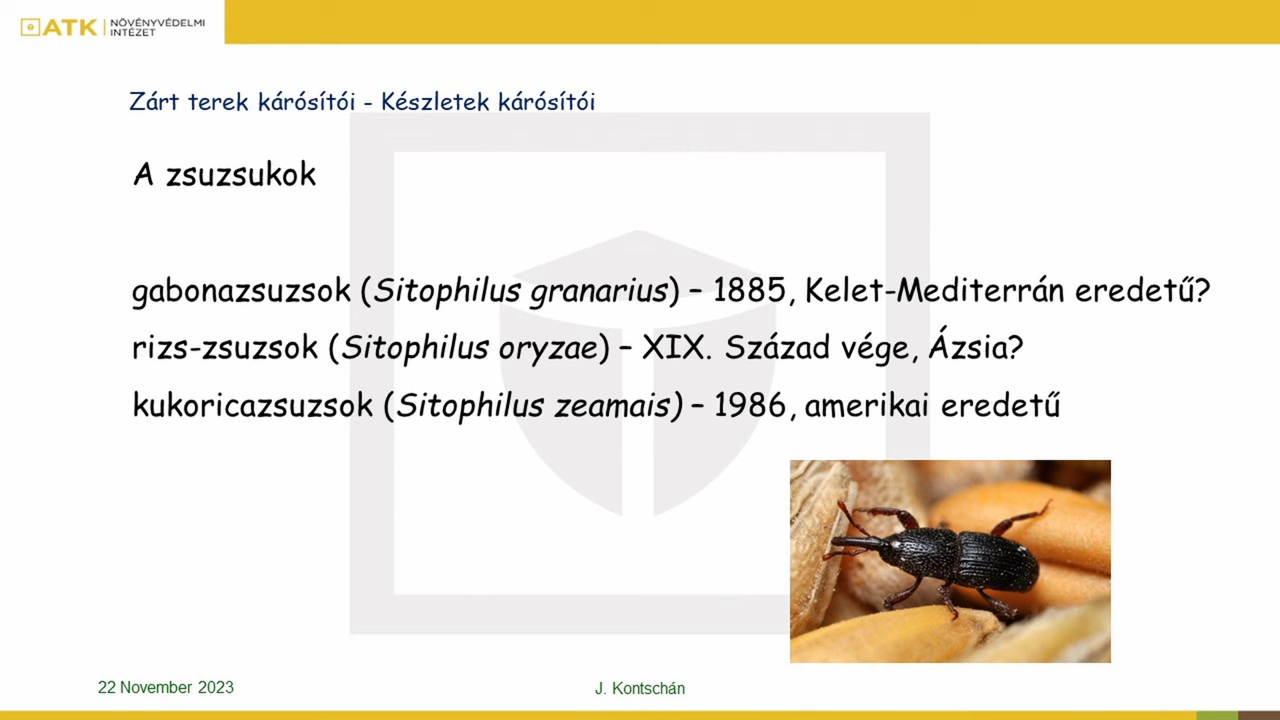 ATK NÖVÉNYVÉDELMI
INTÉZET
Zárt terek kárósítói - Készletek kárósítói
A zsuzsukok
gabonazsuzsok (Sitophilus granarius) – 1885, Kelet-Mediterrán eredetű?
rizs-zsuzsok (Sitophilus oryzae) – XIX. Század vége, Ázsia?
kukoricazsuzsok (Sitophilus zeamais) – 1986, amerikai eredetű
22 November 2023
J. Kontschán